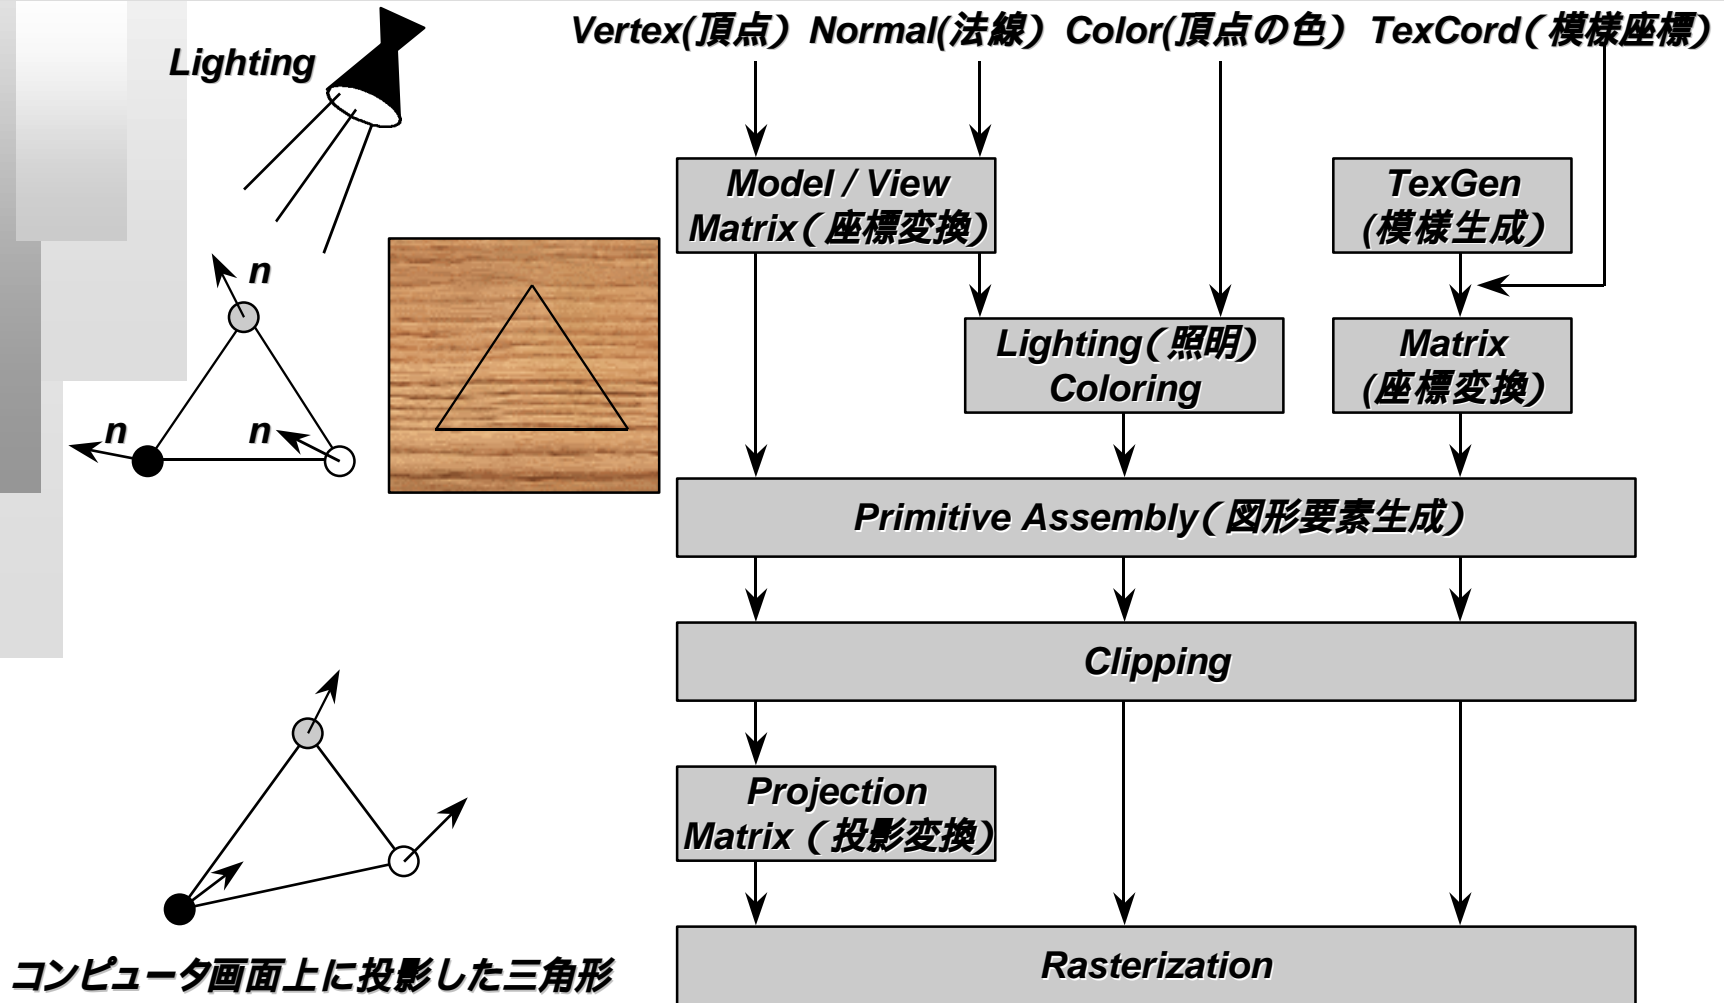 Lighting
Vertex(頂点) Normal(法線) Color(頂点の色) TexCord(模様座標)
Model / View
Matrix(座標変換)
TexGen
(模様生成)
n
Lighting(照明)
Coloring
Matrix
(座標変換)
n
n
Primitive Assembly(図形要素生成)
Clipping
Projection
Matrix (投影変換)
Rasterization
コンピュータ画面上に投影した三角形